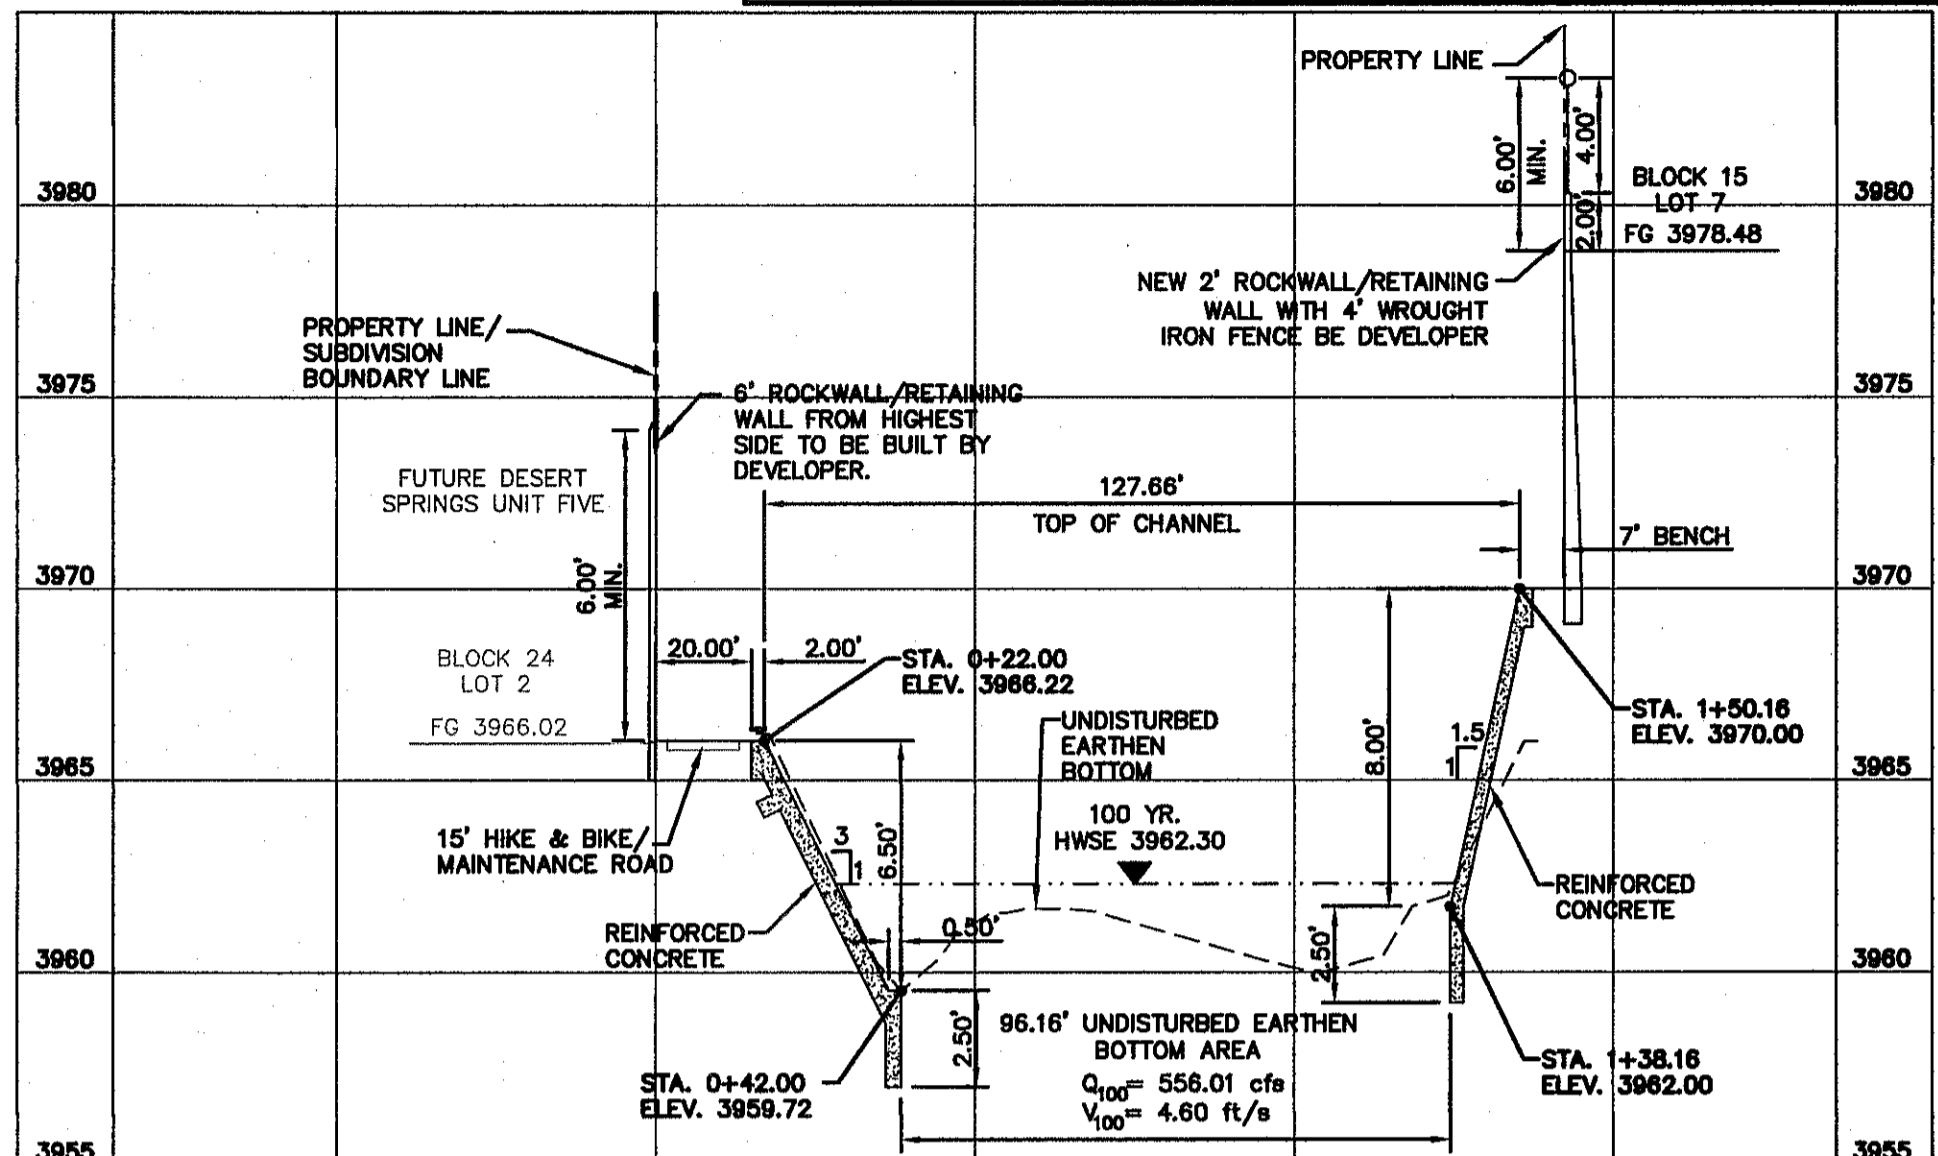 PROPERTY LINE
6.00'
MIN.
4.00'
2.00'
BLOCK 15
LOT 7
FG 3978.48
3980
3980
NEW 2' ROCKWALL/RETAINING
WALL WITH 4' WROUGHT
IRON FENCE BE DEVELOPER
PROPERTY LINE/
SUBDIVISION
BOUNDARY LINE
3975
3975
6' ROCKWALL/RETAINING
WALL FROM HIGHEST
SIDE TO BE BUILT BY
DEVELOPER.
FUTURE DESERT
SPRINGS UNIT FIVE
127.66'
TOP OF CHANNEL
7' BENCH
3970
3970
6.00'
MIN.
BLOCK 24
LOT 2
FG 3966.02
20.00'
2.00'
STA. 0+22.00
ELEV. 3966.22
UNDISTURBED
EARTHEN
BOTTOM
8.00'
1.5
1
STA. 1+50.16
ELEV. 3970.00
3965
3965
15' HIKE & BIKE/
MAINTENANCE ROAD
3
1
6.50'
100 YR.
HWSE 3962.30
REINFORCED
CONCRETE
REINFORCED
CONCRETE
0.50'
3960
3960
2.50'
2.50'
96.16' UNDISTURBED EARTHEN
BOTTOM AREA
Q100= 556.01 cfs
V100= 4.60 ft/s
STA. 0+42.00
ELEV. 3959.72
STA. 1+38.16
ELEV. 3962.00
3955
3955